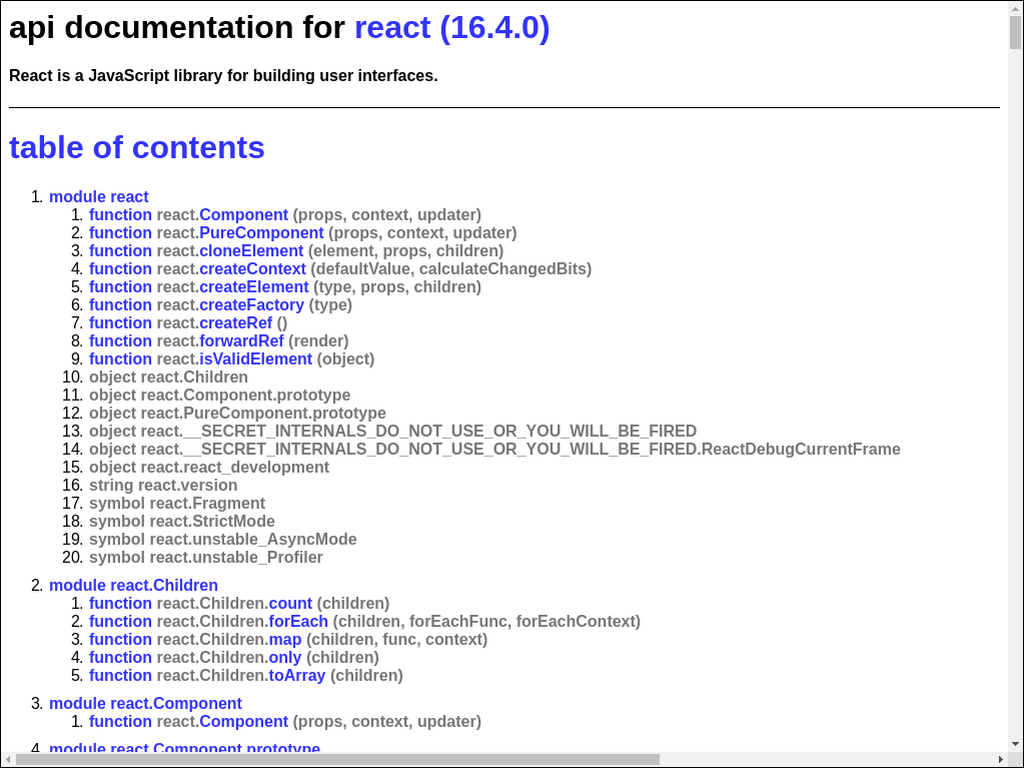 api documentation for react (16.4.0)
React is a JavaScript library for building user interfaces.
table of contents
1. module react
1. function react.Component (props, context, updater)
2. function react.PureComponent (props, context, updater)
3. function react.cloneElement (element, props, children)
4. function react.createContext (defaultValue, calculateChangedBits)
5. function react.createElement (type, props, children)
6. function react.createFactory (type)
7. function react.createRef ()
8. function react.forwardRef (render)
9. function react.isValidElement (object)
10. object react.Children
11. object react.Component.prototype
12. object react.PureComponent.prototype
13. object react.__SECRET_INTERNALS_DO_NOT_USE_OR_YOU_WILL_BE_FIRED
14. object react.__SECRET_INTERNALS_DO_NOT_USE_OR_YOU_WILL_BE_FIRED.ReactDebugCurrentFrame
15. object react.react_development
16. string react.version
17. symbol react.Fragment
18. symbol react.StrictMode
19. symbol react.unstable_AsyncMode
20. symbol react.unstable_Profiler
2. module react.Children
1. function react.Children.count (children)
2. function react.Children.forEach (children, forEachFunc, forEachContext)
3. function react.Children.map (children, func, context)
4. function react.Children.only (children)
5. function react.Children.toArray (children)
3. module react.Component
1. function react.Component (props, context, updater)
4. module react.Component.prototype